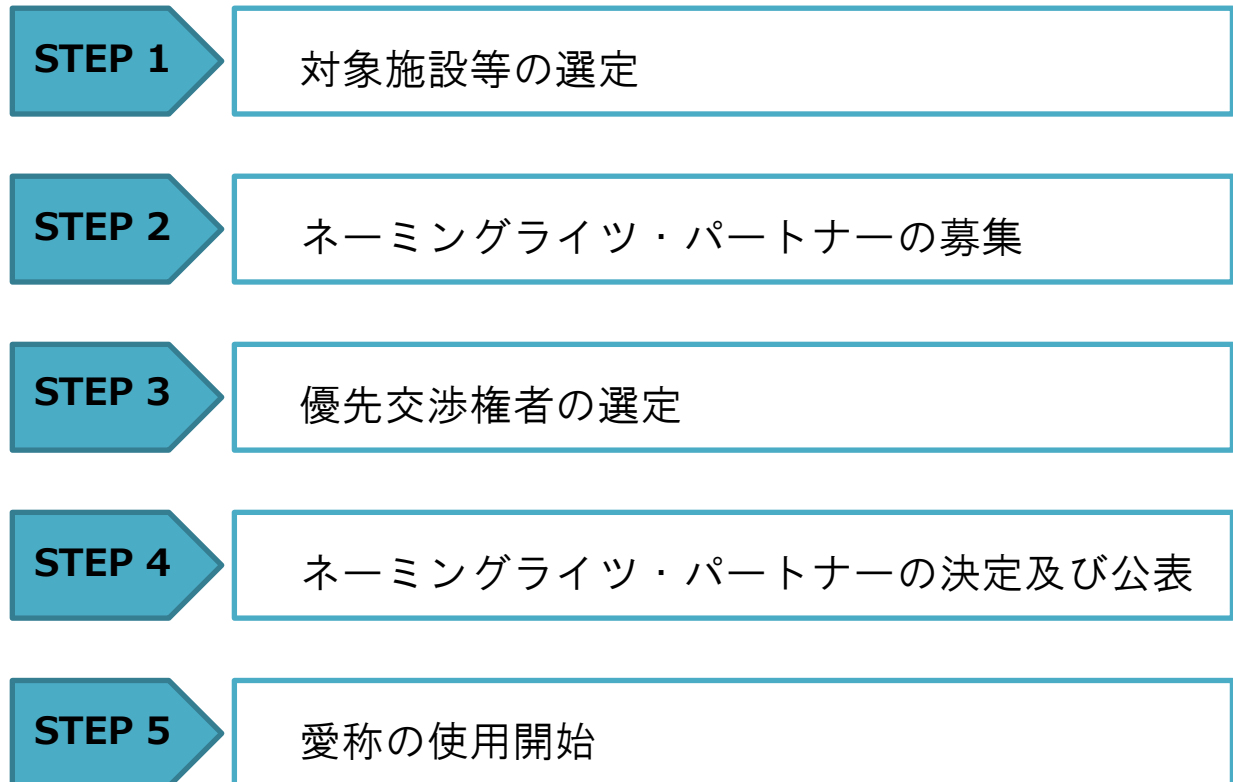 STEP 1
対象施設等の選定
STEP 2
ネーミングライツ・パートナーの募集
STEP 3
優先交渉権者の選定
STEP 4
ネーミングライツ・パートナーの決定及び公表
STEP 5
愛称の使用開始